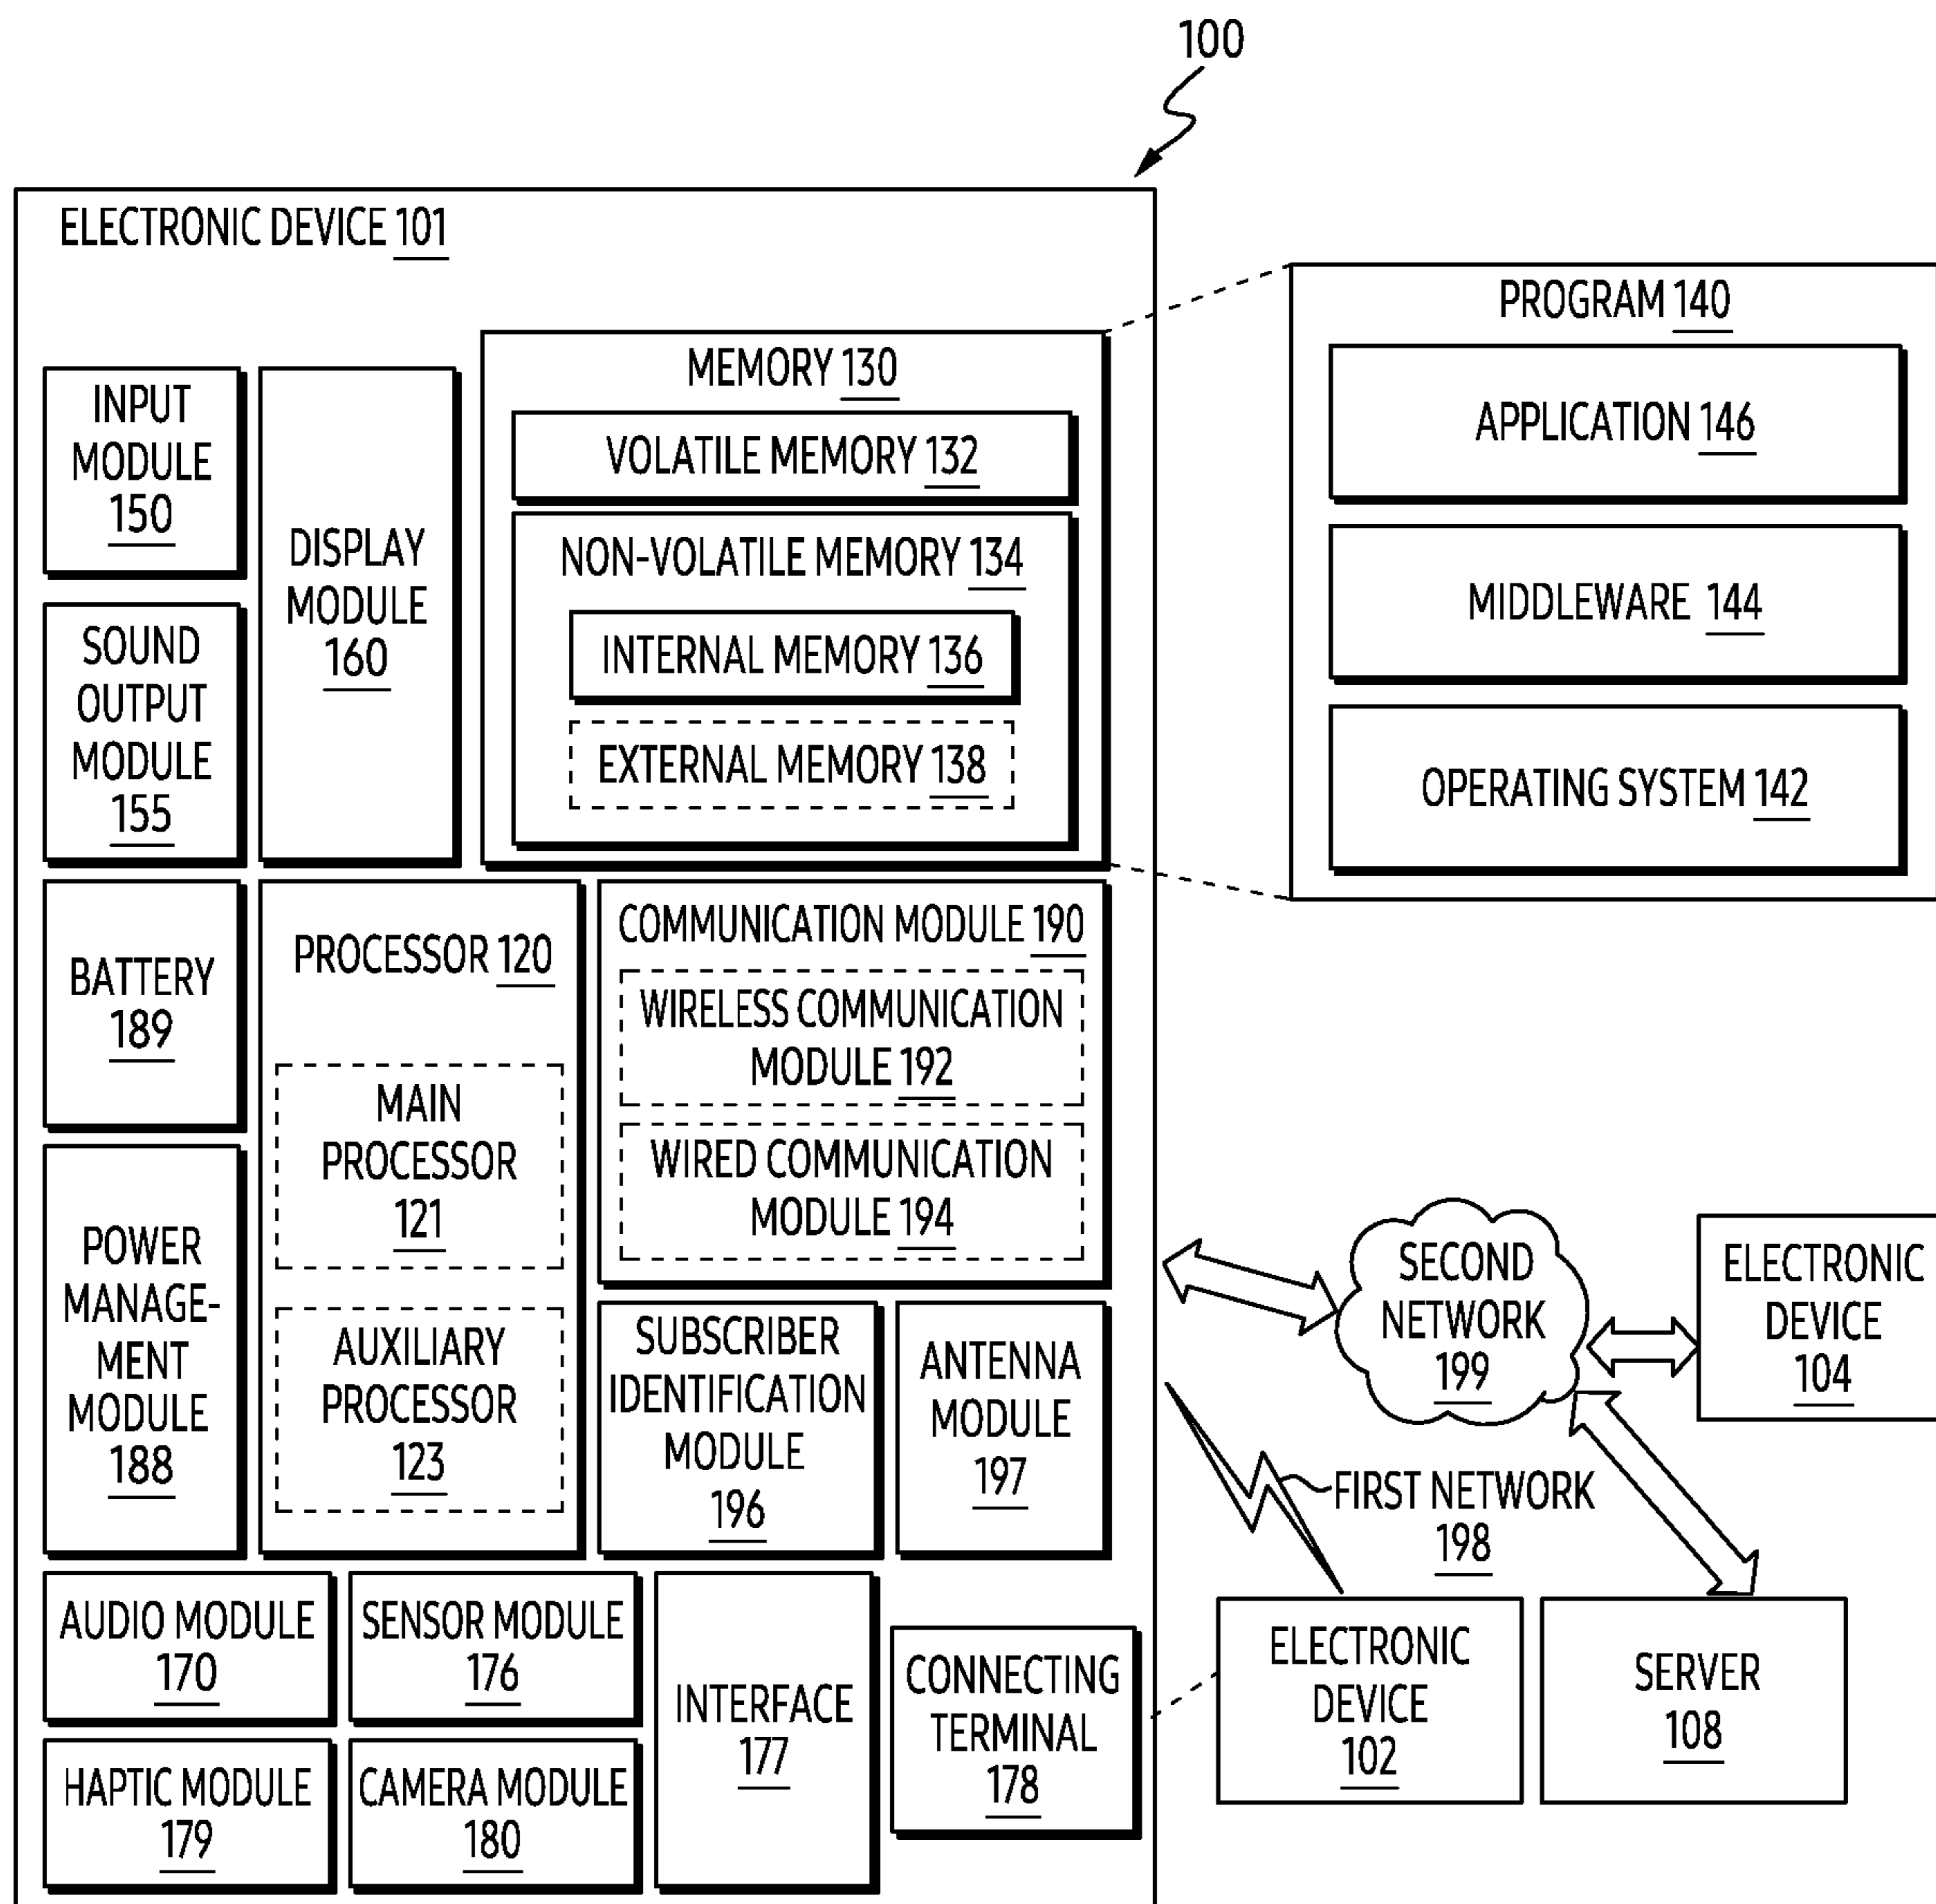 100
ELECTRONIC DEVICE 101
INPUT
MODULE
150
SOUND
OUTPUT
MODULE
155
DISPLAY
MODULE
160
MEMORY 130
VOLATILE MEMORY 132
NON-VOLATILE MEMORY 134
INTERNAL MEMORY 136
EXTERNAL MEMORY 138
PROGRAM 140
APPLICATION 146
MIDDLEWARE 144
OPERATING SYSTEM 142
BATTERY
189
POWER
MANAGE-
MENT
MODULE
188
PROCESSOR 120
MAIN
PROCESSOR
121
AUXILIARY
PROCESSOR
123
COMMUNICATION MODULE 190
WIRELESS COMMUNICATION
MODULE 192
WIRED COMMUNICATION
MODULE 194
SUBSCRIBER
IDENTIFICATION
MODULE
196
ANTENNA
MODULE
197
SECOND
NETWORK
199
ELECTRONIC
DEVICE
104
FIRST NETWORK
198
AUDIO MODULE
170
SENSOR MODULE
176
HAPTIC MODULE
179
CAMERA MODULE
180
INTERFACE
177
CONNECTING
TERMINAL
178
ELECTRONIC
DEVICE
102
SERVER
108